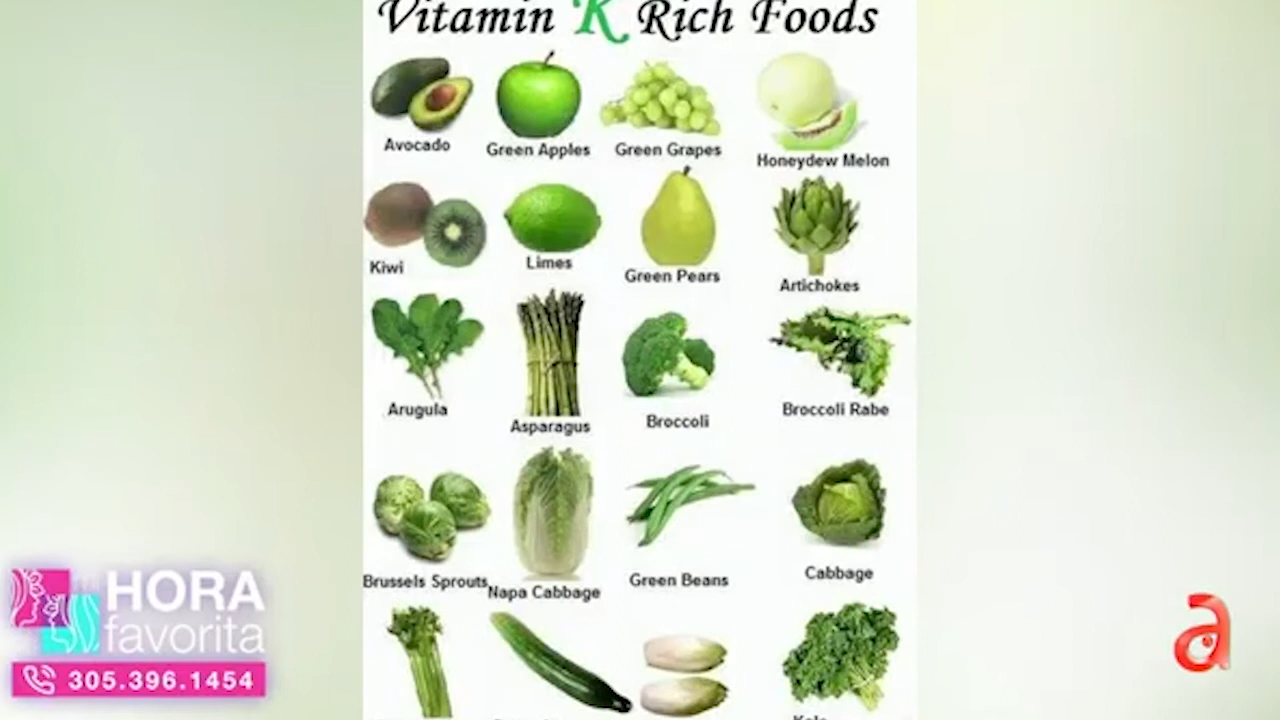 Vitamin K Rich Foods
Avocado
Green Apples
Green Grapes
Honeydew Melon
Kiwi
Limes
Green Pears
Artichokes
Arugula
Asparagus
Broccoli
Broccoli Rabe
Brussels Sprouts
Napa Cabbage
Green Beans
Cabbage
Kale
HORA
favorita
305.396.1454
a